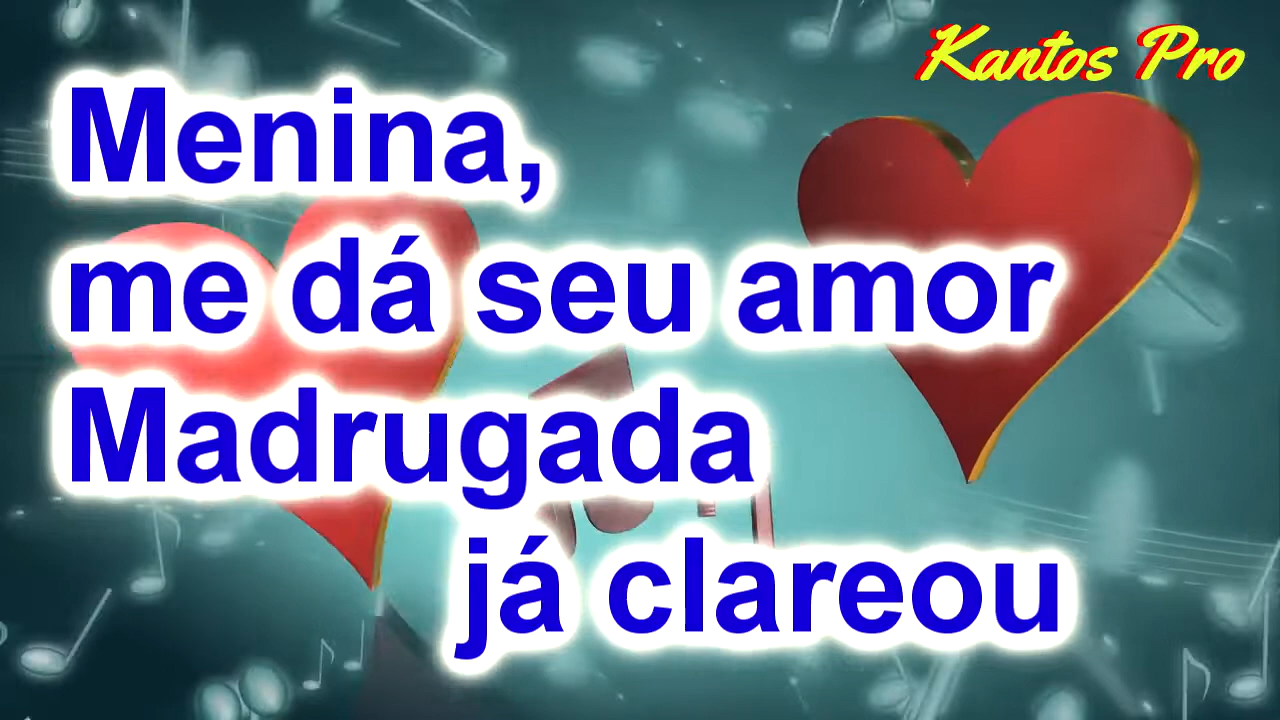 Kantos Pro
Menina,
me dá seu amor
Madrugada
já clareou